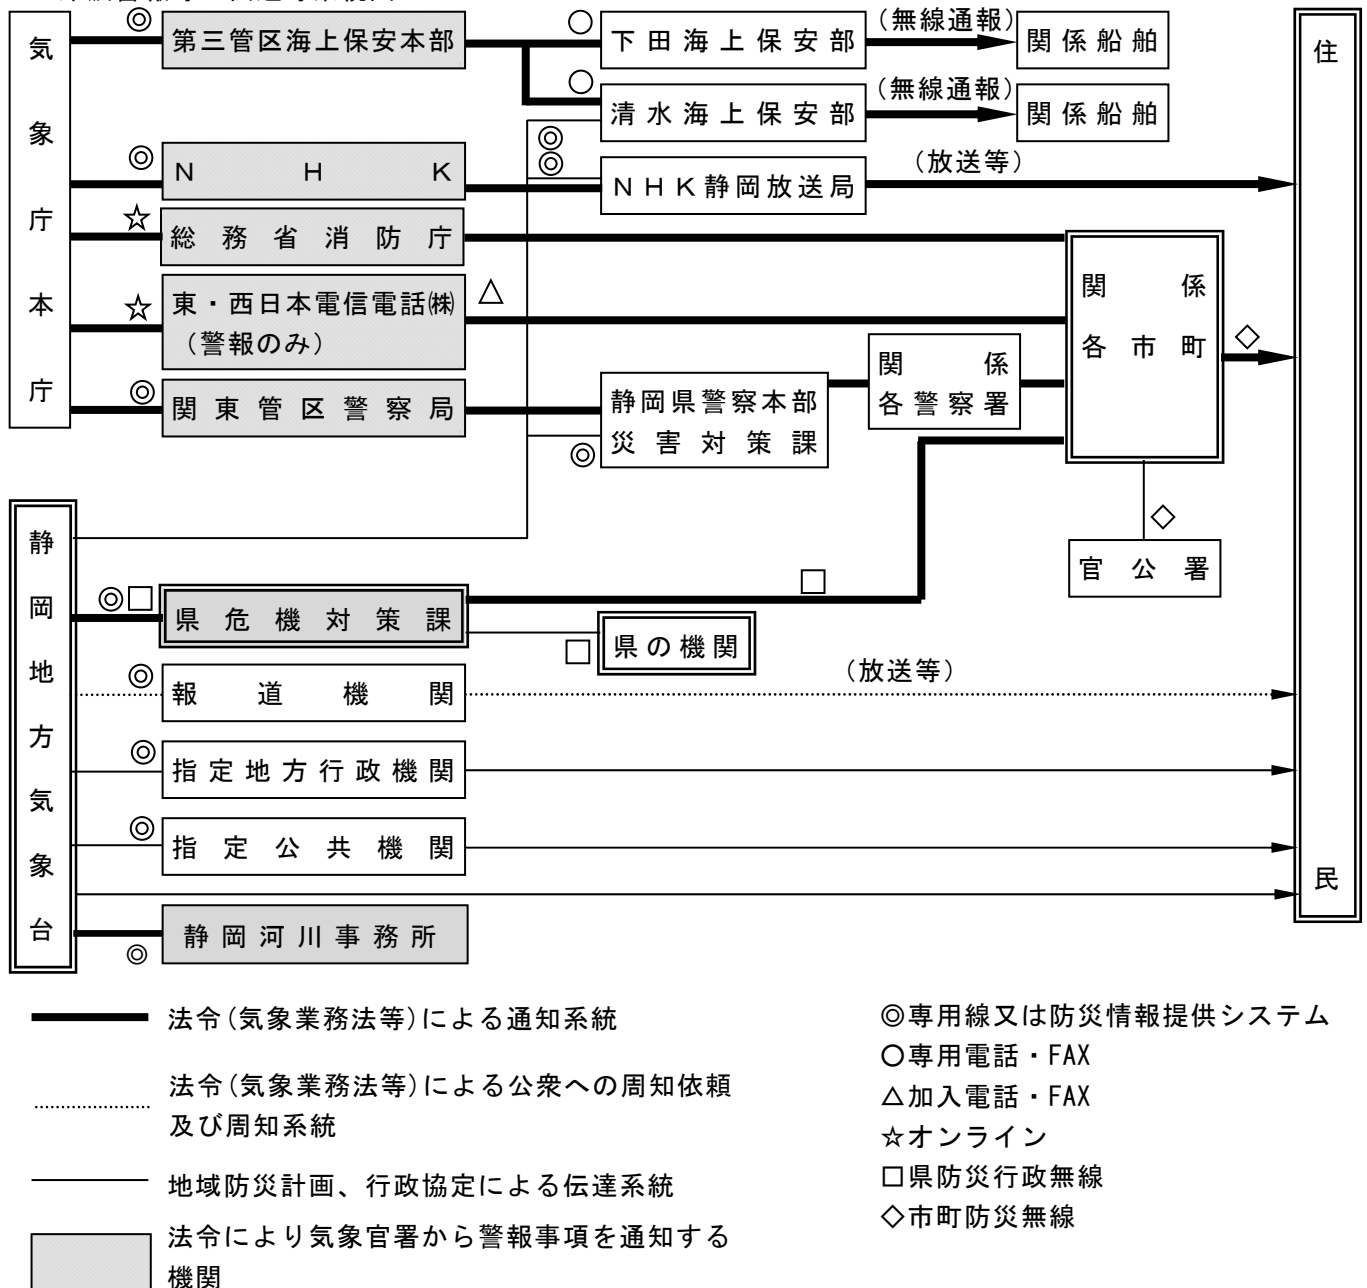 気象庁本庁
◎
第三管区海上保安本部
○
下田海上保安部
(無線通報)
関係船舶
○
清水海上保安部
(無線通報)
関係船舶
◎
NHK
◎
◎
NHK静岡放送局
(放送等)
☆
総務省消防庁
☆
東・西日本電信電話㈱
(警報のみ)
△
◎
関東管区警察局
静岡県警察本部
災害対策課
◎
関係
各警察署
関係
各市町
◇
◇
官公署
住民
静岡地方気象台
◎□
県危機対策課
□
□
県の機関
◎
報道機関
(放送等)
◎
指定地方行政機関
◎
指定公共機関
◎
静岡河川事務所
法令(気象業務法等)による通知系統
法令(気象業務法等)による公衆への周知依頼
及び周知系統
地域防災計画、行政協定による伝達系統
法令により気象官署から警報事項を通知する
機関
◎専用線又は防災情報提供システム
○専用電話・FAX
△加入電話・FAX
☆オンライン
□県防災行政無線
◇市町防災無線